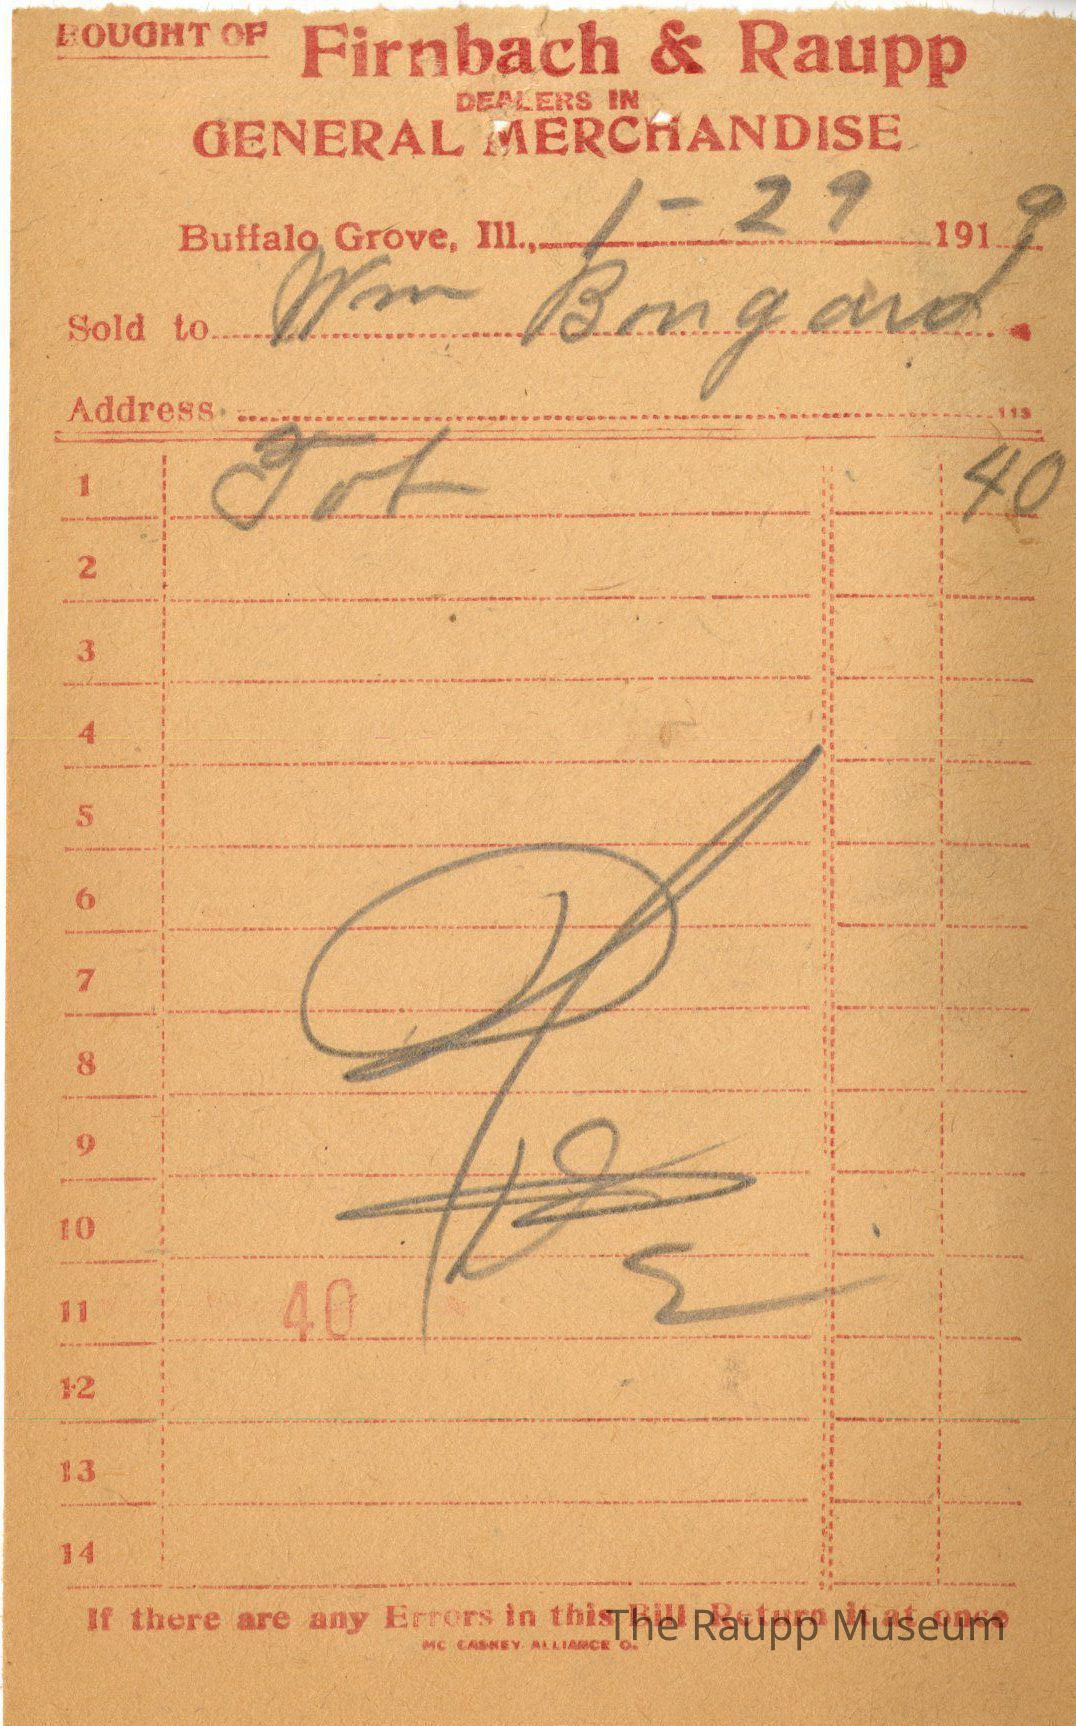 BOUGHT OF Firnbach & Raupp
DEALERS IN
GENERAL MERCHANDISE
Buffalo Grove, Ill., 1-29 1919
Sold to Wm Bongard
Address 113
1 Tob 40
2
3
4
5
6
7
8
9
10
11 40
12
13
14
If there are any Errors in this Bill Return it at once
The Raupp Museum
MC CASKEY ALLIANCE O.